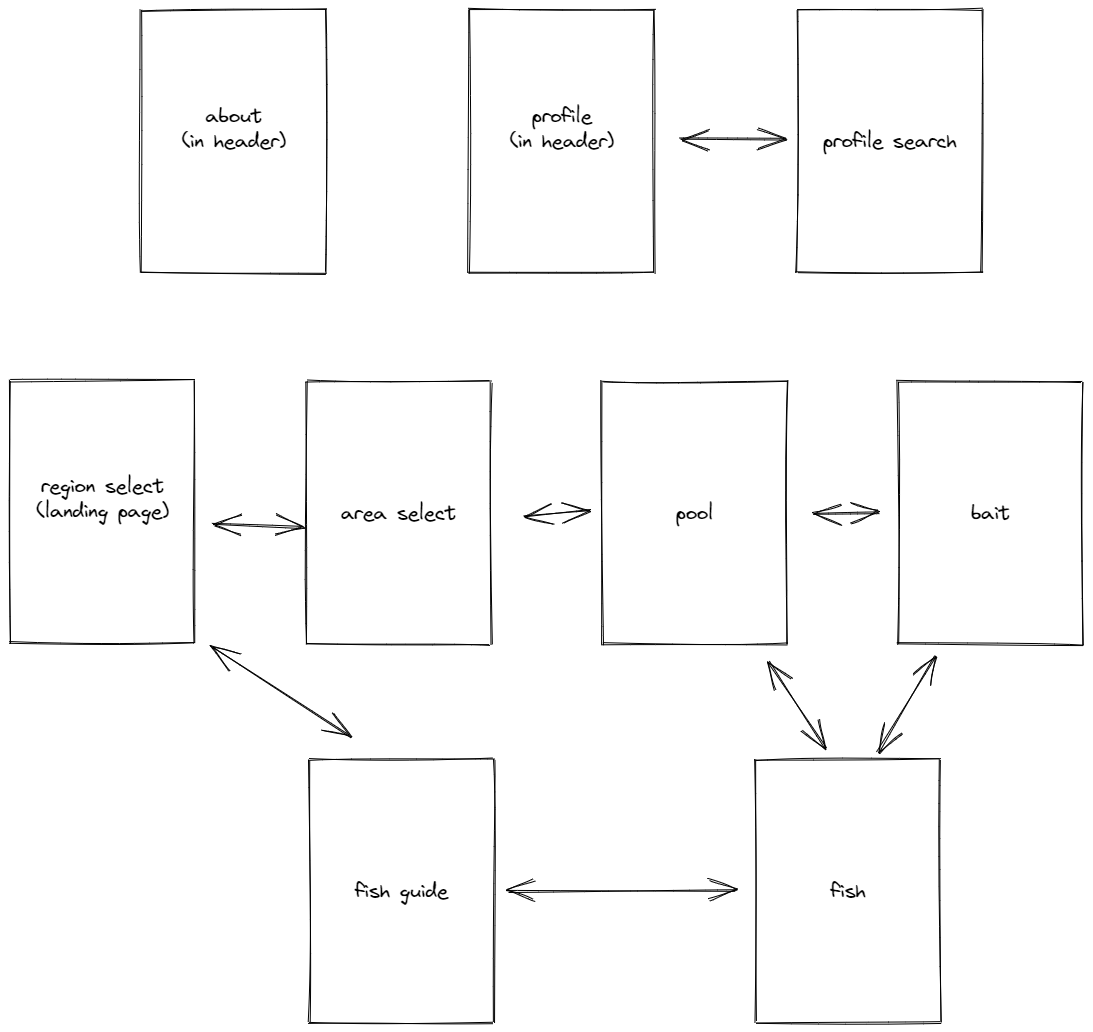 about
(in header)
profile
(in header)
profile search
region select
(landing page)
area select
pool
bait
fish guide
fish